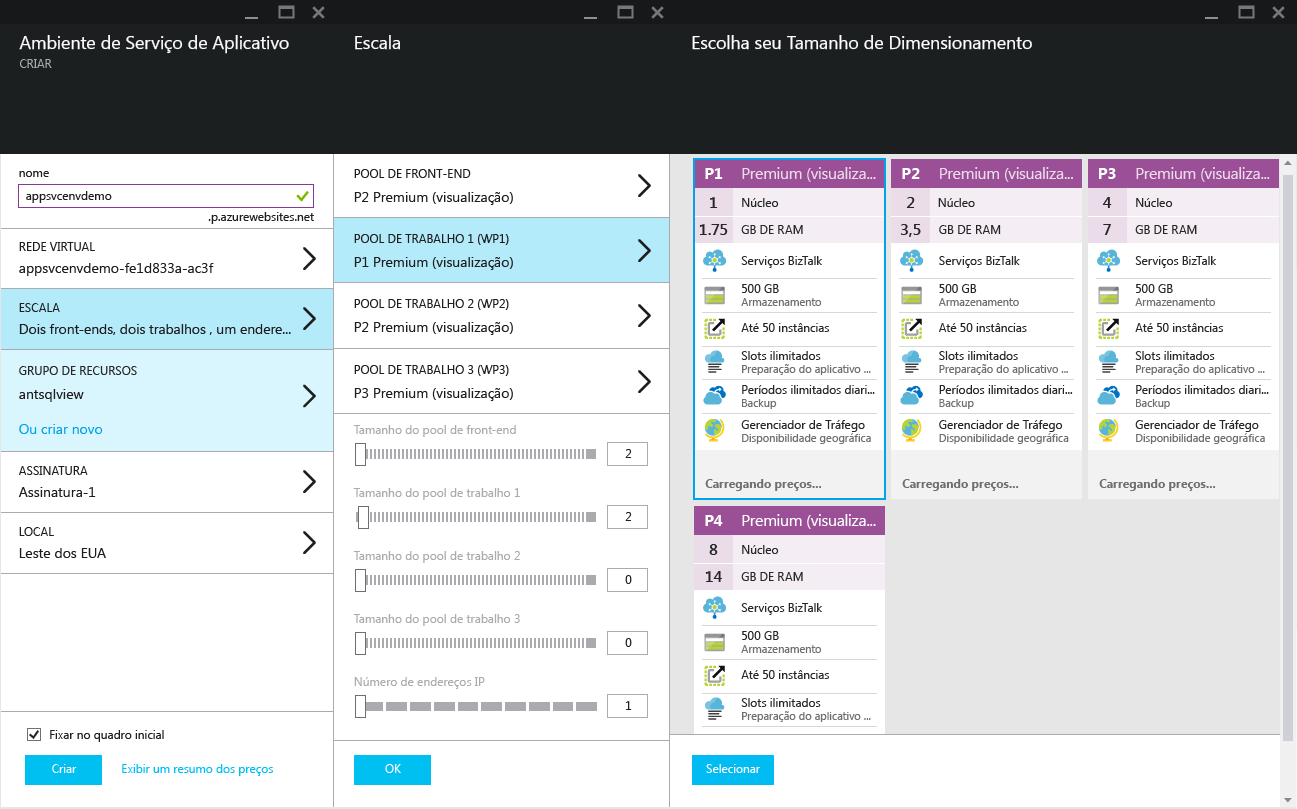 Ambiente de Serviço de Aplicativo
CRIAR
nome
appsvcenvdemo
.p.azurewebsites.net
REDE VIRTUAL
appsvcenvdemo-fe1d833a-ac3f
ESCALA
Dois front-ends, dois trabalhos , um endere...
GRUPO DE RECURSOS
antsqlview
Ou criar novo
ASSINATURA
Assinatura-1
LOCAL
Leste dos EUA
Fixar no quadro inicial
Criar
Exibir um resumo dos preços
Escala
POOL DE FRONT-END
P2 Premium (visualização)
POOL DE TRABALHO 1 (WP1)
P1 Premium (visualização)
POOL DE TRABALHO 2 (WP2)
P2 Premium (visualização)
POOL DE TRABALHO 3 (WP3)
P3 Premium (visualização)
Tamanho do pool de front-end
2
Tamanho do pool de trabalho 1
2
Tamanho do pool de trabalho 2
0
Tamanho do pool de trabalho 3
0
Número de endereços IP
1
OK
Escolha seu Tamanho de Dimensionamento
P1 Premium (visualiza...
1 Núcleo
1.75 GB DE RAM
Serviços BizTalk
500 GB
Armazenamento
Até 50 instâncias
Slots ilimitados
Preparação do aplicativo ...
Períodos ilimitados diari...
Backup
Gerenciador de Tráfego
Disponibilidade geográfica
Carregando preços...
P2 Premium (visualiza...
2 Núcleo
3,5 GB DE RAM
Serviços BizTalk
500 GB
Armazenamento
Até 50 instâncias
Slots ilimitados
Preparação do aplicativo ...
Períodos ilimitados diari...
Backup
Gerenciador de Tráfego
Disponibilidade geográfica
Carregando preços...
P3 Premium (visualiza...
4 Núcleo
7 GB DE RAM
Serviços BizTalk
500 GB
Armazenamento
Até 50 instâncias
Slots ilimitados
Preparação do aplicativo ...
Períodos ilimitados diari...
Backup
Gerenciador de Tráfego
Disponibilidade geográfica
Carregando preços...
P4 Premium (visualiza...
8 Núcleo
14 GB DE RAM
Serviços BizTalk
500 GB
Armazenamento
Até 50 instâncias
Slots ilimitados
Preparação do aplicativo ...
Selecionar